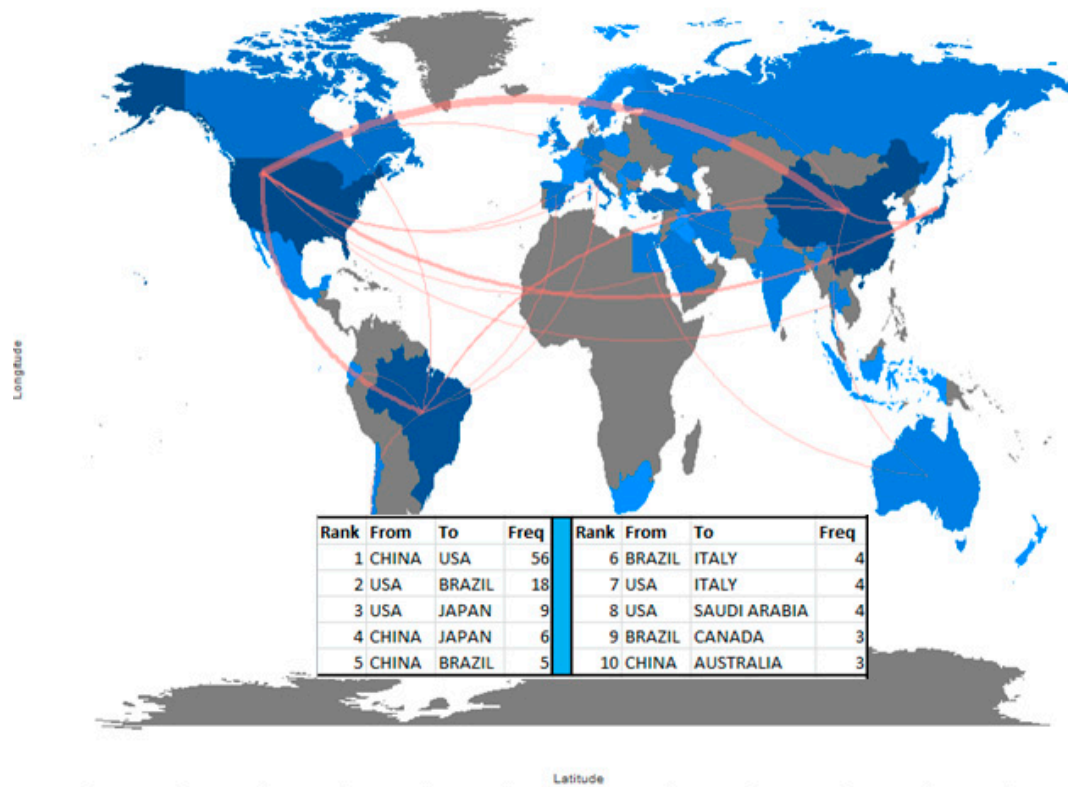 Longitude
Rank From To Freq Rank From To Freq
1 CHINA USA 56 6 BRAZIL ITALY 4
2 USA BRAZIL 18 7 USA ITALY 4
3 USA JAPAN 9 8 USA SAUDI ARABIA 4
4 CHINA JAPAN 6 9 BRAZIL CANADA 3
5 CHINA BRAZIL 5 10 CHINA AUSTRALIA 3
Latitude